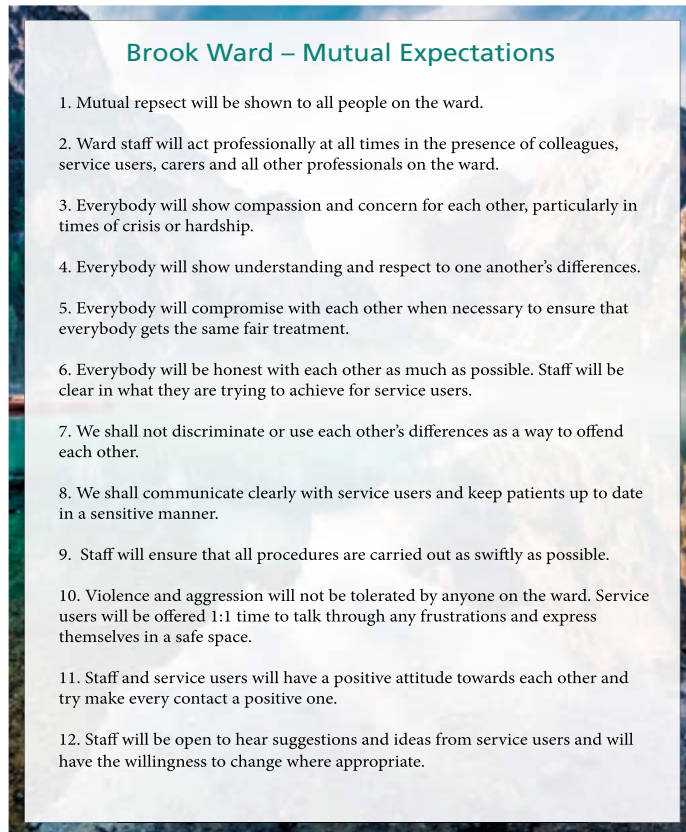 Brook Ward – Mutual Expectations
1. Mutual repsect will be shown to all people on the ward.
2. Ward staff will act professionally at all times in the presence of colleagues,
service users, carers and all other professionals on the ward.
3. Everybody will show compassion and concern for each other, particularly in
times of crisis or hardship.
4. Everybody will show understanding and respect to one another’s differences.
5. Everybody will compromise with each other when necessary to ensure that
everybody gets the same fair treatment.
6. Everybody will be honest with each other as much as possible. Staff will be
clear in what they are trying to achieve for service users.
7. We shall not discriminate or use each other’s differences as a way to offend
each other.
8. We shall communicate clearly with service users and keep patients up to date
in a sensitive manner.
9.  Staff will ensure that all procedures are carried out as swiftly as possible.
10. Violence and aggression will not be tolerated by anyone on the ward. Service
users will be offered 1:1 time to talk through any frustrations and express
themselves in a safe space.
11. Staff and service users will have a positive attitude towards each other and
try make every contact a positive one.
12. Staff will be open to hear suggestions and ideas from service users and will
have the willingness to change where appropriate.